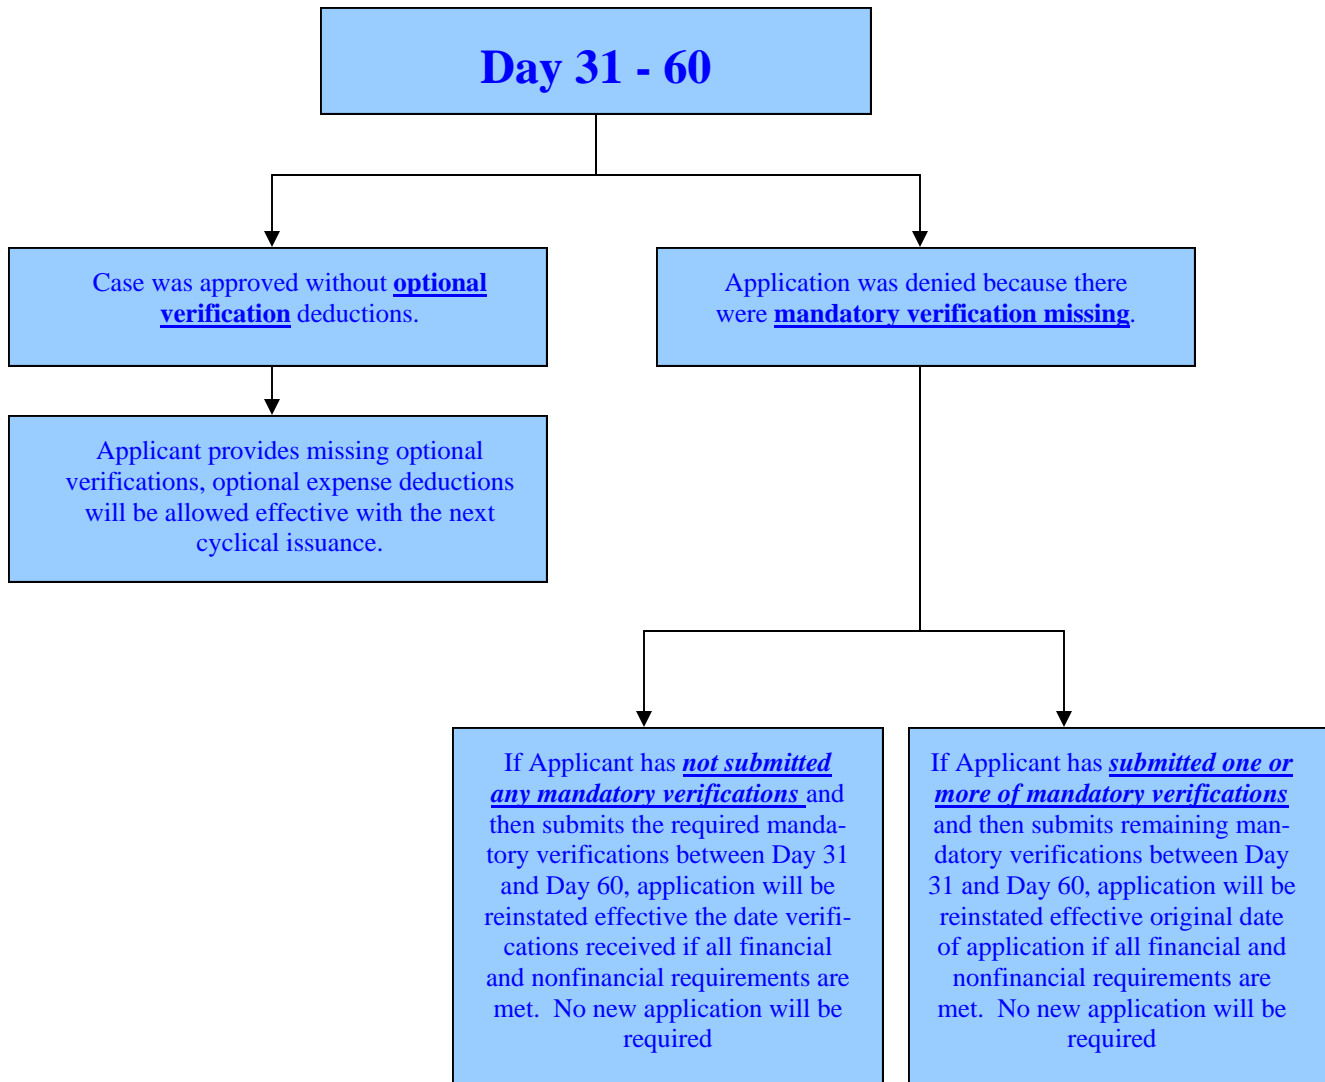 Day 31 - 60
Case was approved without optional
verification deductions.
Application was denied because there
were mandatory verification missing.
Applicant provides missing optional
verifications, optional expense deductions
will be allowed effective with the next
cyclical issuance.
If Applicant has not submitted
any mandatory verifications and
then submits the required manda-
tory verifications between Day 31
and Day 60, application will be
reinstated effective the date verifi-
cations received if all financial
and nonfinancial requirements are
met.  No new application will be
required
If Applicant has submitted one or
more of mandatory verifications
and then submits remaining man-
datory verifications between Day
31 and Day 60, application will be
reinstated effective original date
of application if all financial and
nonfinancial requirements are
met.  No new application will be
required